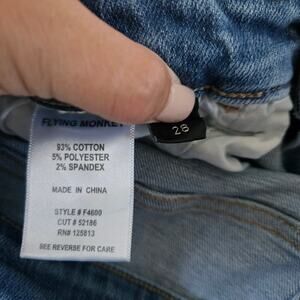 FLYING MONKEY
28
93% COTTON
5% POLYESTER
2% SPANDEX
MADE IN CHINA
STYLE # F4600
CUT # 52186
RN# 125813
SEE REVERSE FOR CARE